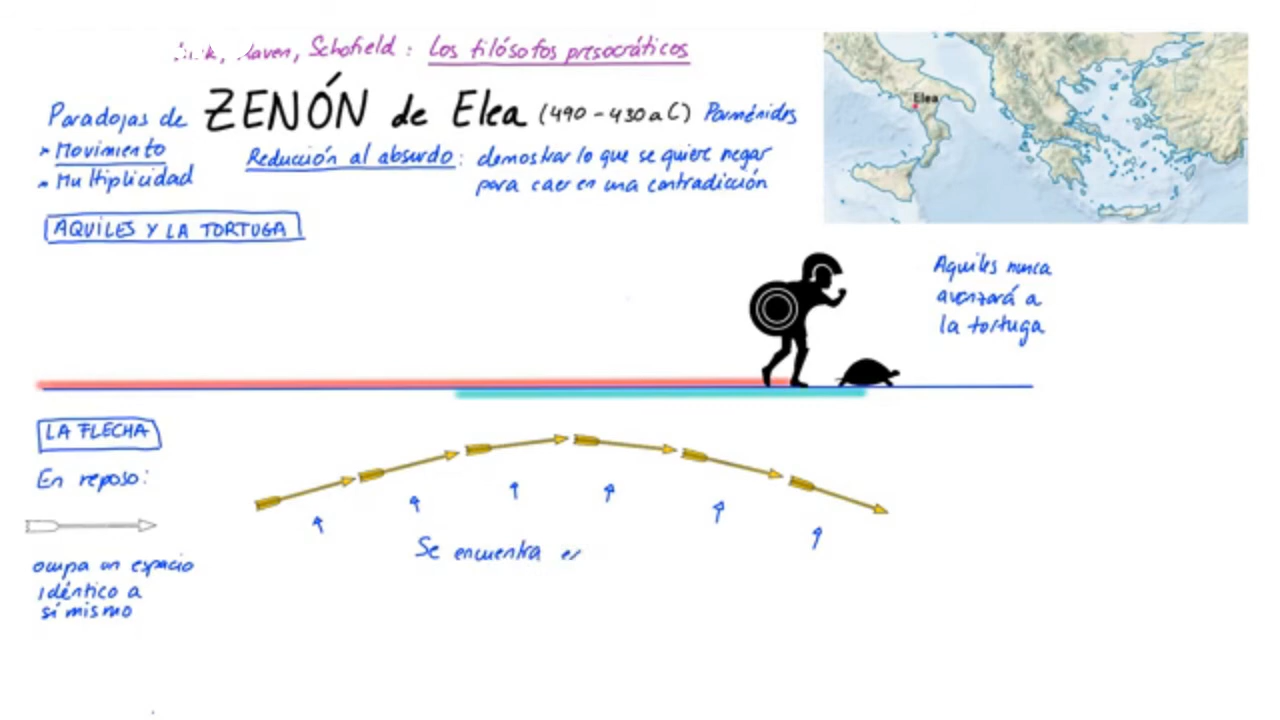 Schofield : Los filósofos presocráticos
Paradojas de ZENÓN de Elea (490-430 a C) Parménides
> Movimiento
> Multiplicidad
Reducción al absurdo : demostrar lo que se quiere negar
para caer en una contradicción
Elea
AQUILES Y LA TORTUGA
Aquiles nunca
avanzará a
la tortuga
LA FLECHA
En reposo:
ocupa un espacio
idéntico a
sí mismo
Se encuentra